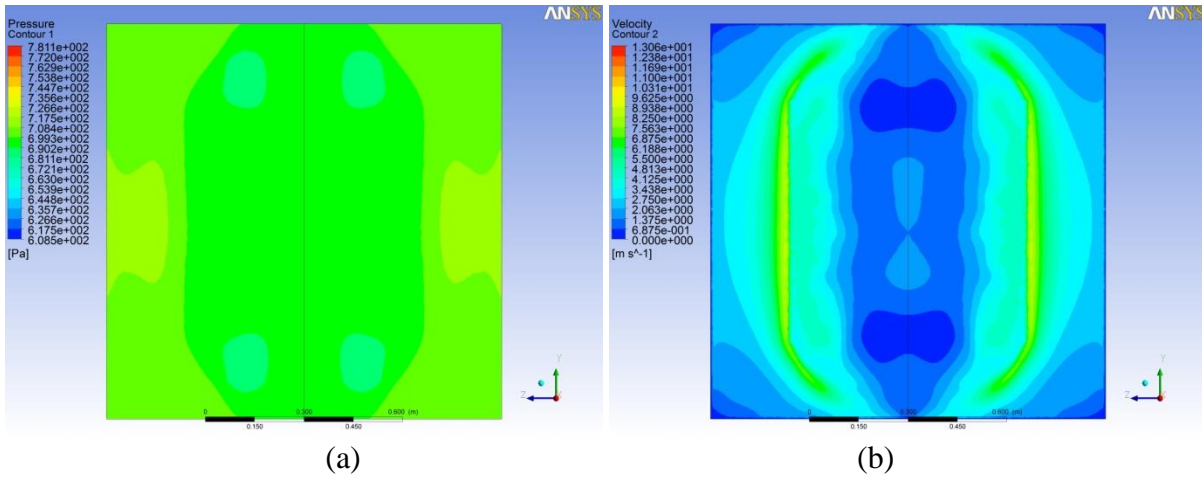 Pressure
Contour 1
7.811e+002
7.720e+002
7.629e+002
7.538e+002
7.447e+002
7.356e+002
7.266e+002
7.175e+002
7.084e+002
6.993e+002
6.902e+002
6.811e+002
6.721e+002
6.630e+002
6.539e+002
6.448e+002
6.357e+002
6.266e+002
6.175e+002
6.085e+002
[Pa]
ANSYS
Y
Z
X
0
0.300
0.600
(m)
0.150
0.450
(a)
Velocity
Contour 2
1.306e+001
1.238e+001
1.169e+001
1.100e+001
1.031e+001
9.625e+000
8.938e+000
8.250e+000
7.563e+000
6.875e+000
6.188e+000
5.500e+000
4.813e+000
4.125e+000
3.438e+000
2.750e+000
2.063e+000
1.375e+000
6.875e-001
0.000e+000
[m s^-1]
ANSYS
Y
Z
X
0
0.300
0.600
(m)
0.150
0.450
(b)